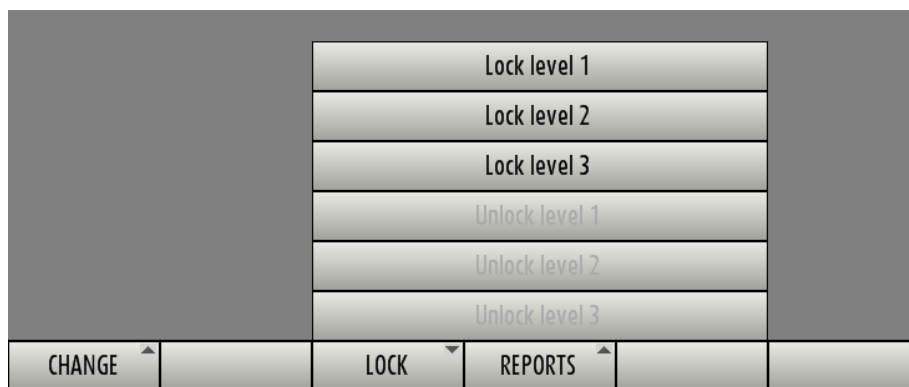 Lock level 1
Lock level 2
Lock level 3
Unlock level 1
Unlock level 2
Unlock level 3
CHANGE LOCK REPORTS